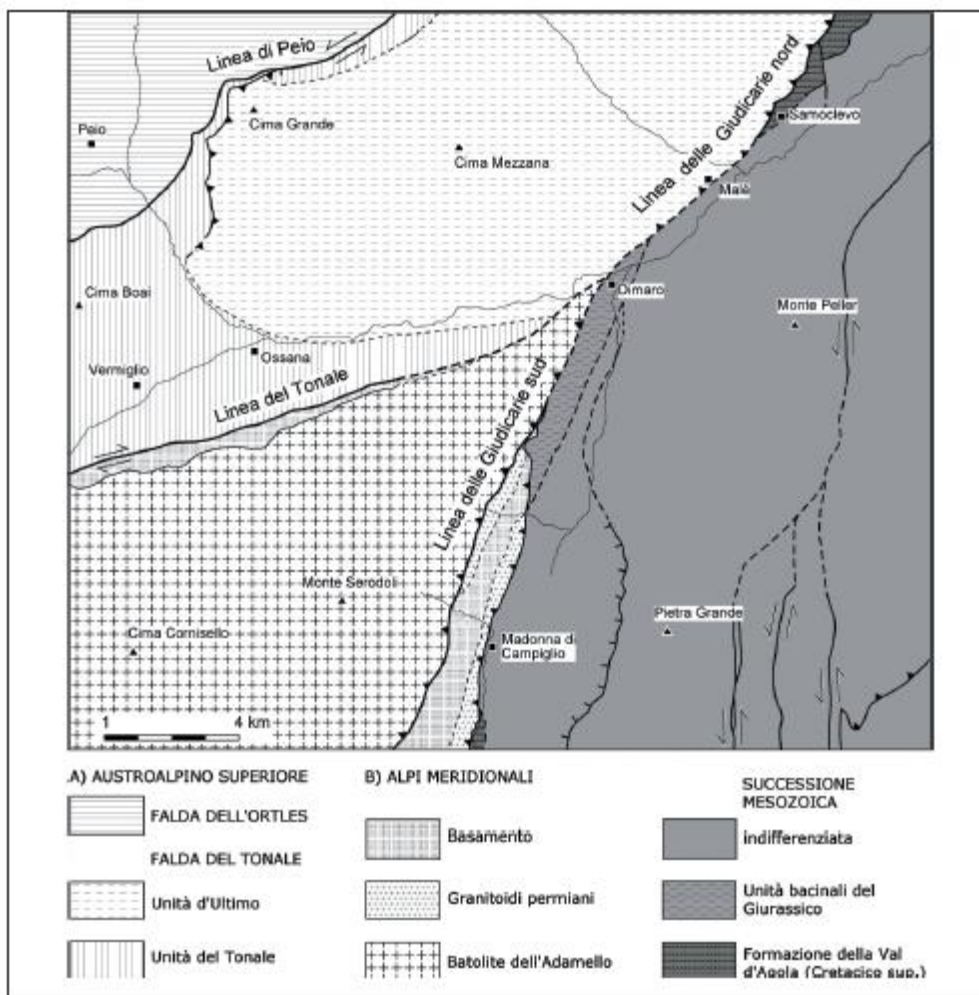 Linea di Peio
Cima Grande
Peio
Cima Mezzana
Linea delle Giudicarie nord
Samoclevo
Malè
Cima Boai
Dimaro
Monte Peller
Ossana
Vermiglio
Linea del Tonale
Linea delle Giudicarie sud
Monte Serodoli
Cima Cornisello
Pietra Grande
Madonna di
Campiglio
1 4 km
A) AUSTROALPINO SUPERIORE
FALDA DELL'ORTLES
FALDA DEL TONALE
Unità d'Ultimo
Unità del Tonale
B) ALPI MERIDIONALI
Basamento
Granitoidi permiani
Batolite dell'Adamello
SUCCESSIONE
MESOZOICA
indifferenziata
Unità bacinali del
Giurassico
Formazione della Val
d'Agola (Cretacico sup.)